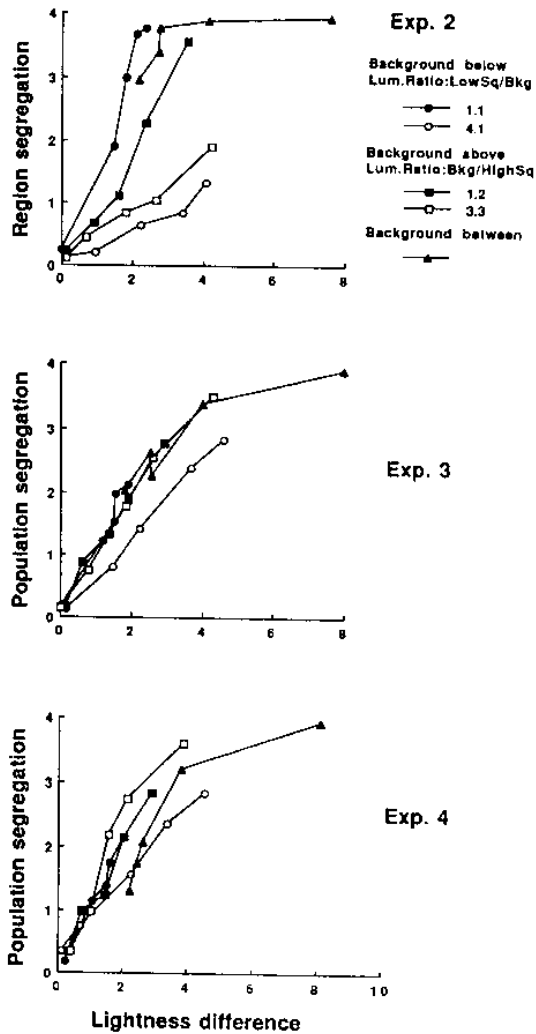 Exp. 2
Background below
Lum.Ratio:LowSq/Bkg
1.1
4.1
Background above
Lum.Ratio:Bkg/HighSq
1.2
3.3
Background between
Region segregation
4
3
2
1
0
0 2 4 6 8
Exp. 3
Population segregation
4
3
2
1
0
0 2 4 6 8
Exp. 4
Population segregation
4
3
2
1
0
0 2 4 6 8 10
Lightness difference